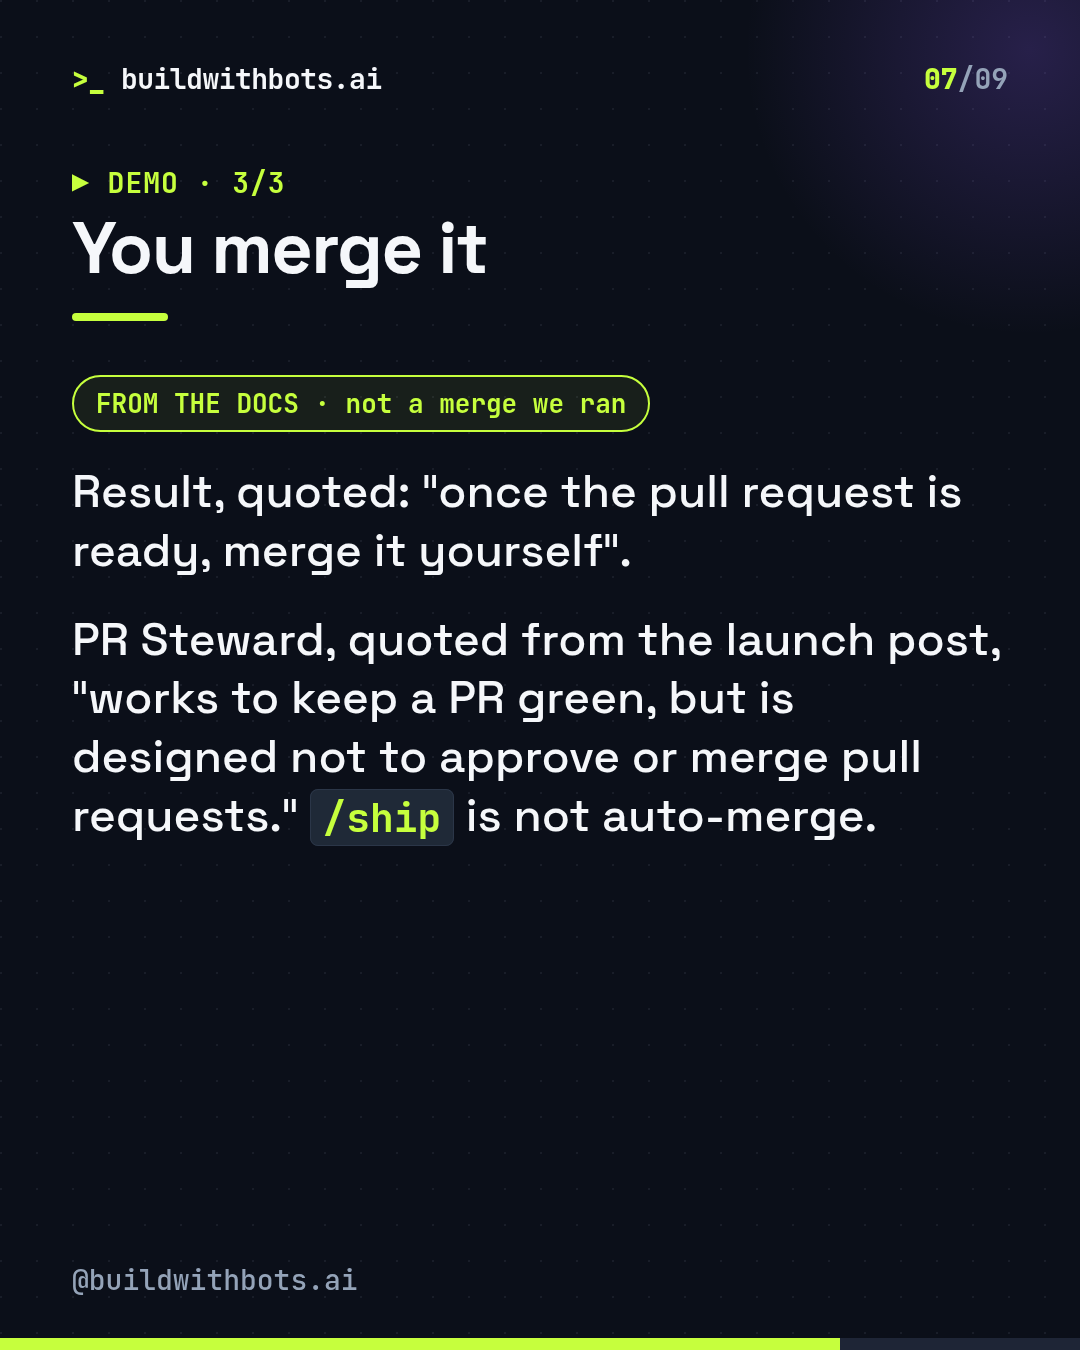 >_ buildwithbots.ai
07/09
▶ DEMO · 3/3
You merge it
FROM THE DOCS · not a merge we ran
Result, quoted: "once the pull request is
ready, merge it yourself".
PR Steward, quoted from the launch post,
"works to keep a PR green, but is
designed not to approve or merge pull
requests." /ship is not auto-merge.
@buildwithbots.ai